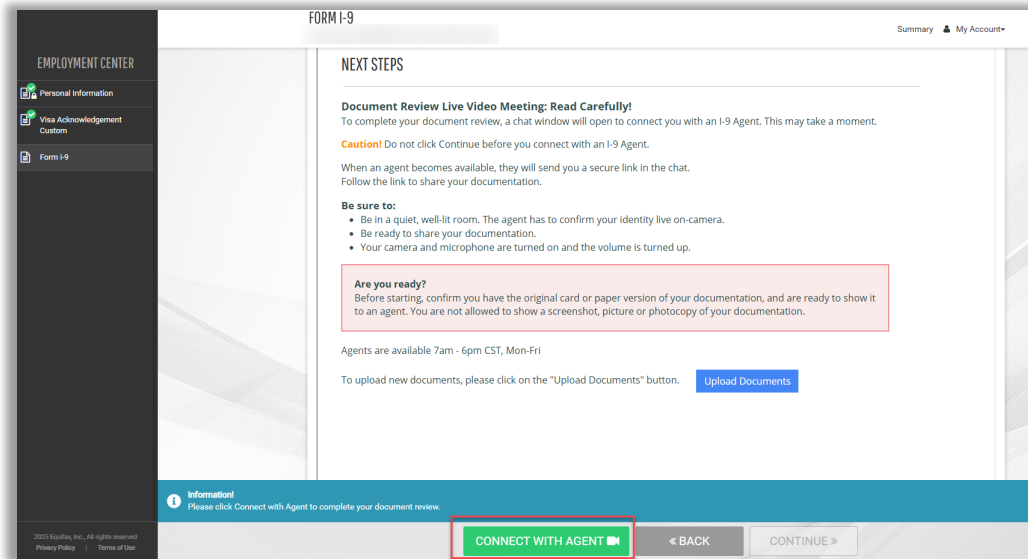 FORM I-9
Summary
My Account
EMPLOYMENT CENTER
Personal Information
Visa Acknowledgement
Custom
Form I-9
NEXT STEPS
Document Review Live Video Meeting: Read Carefully!
To complete your document review, a chat window will open to connect you with an I-9 Agent. This may take a moment.
Caution! Do not click Continue before you connect with an I-9 Agent.
When an agent becomes available, they will send you a secure link in the chat.
Follow the link to share your documentation.
Be sure to:
• Be in a quiet, well-lit room. The agent has to confirm your identity live on-camera.
• Be ready to share your documentation.
• Your camera and microphone are turned on and the volume is turned up.
Are you ready?
Before starting, confirm you have the original card or paper version of your documentation, and are ready to show it
to an agent. You are not allowed to show a screenshot, picture or photocopy of your documentation.
Agents are available 7am - 6pm CST, Mon-Fri
To upload new documents, please click on the "Upload Documents" button.
Upload Documents
Information!
Please click Connect with Agent to complete your document review.
2025 Equifax, Inc., All rights reserved
Privacy Policy | Terms of Use
CONNECT WITH AGENT
« BACK
CONTINUE »